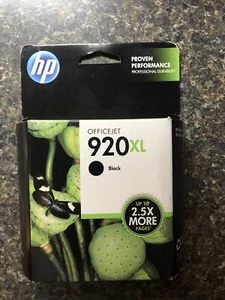 hp
PROVEN
PERFORMANCE
PROFESSIONAL DURABILITY
OFFICEJET
920XL
Black
UP TO
2.5X
MORE
PAGES